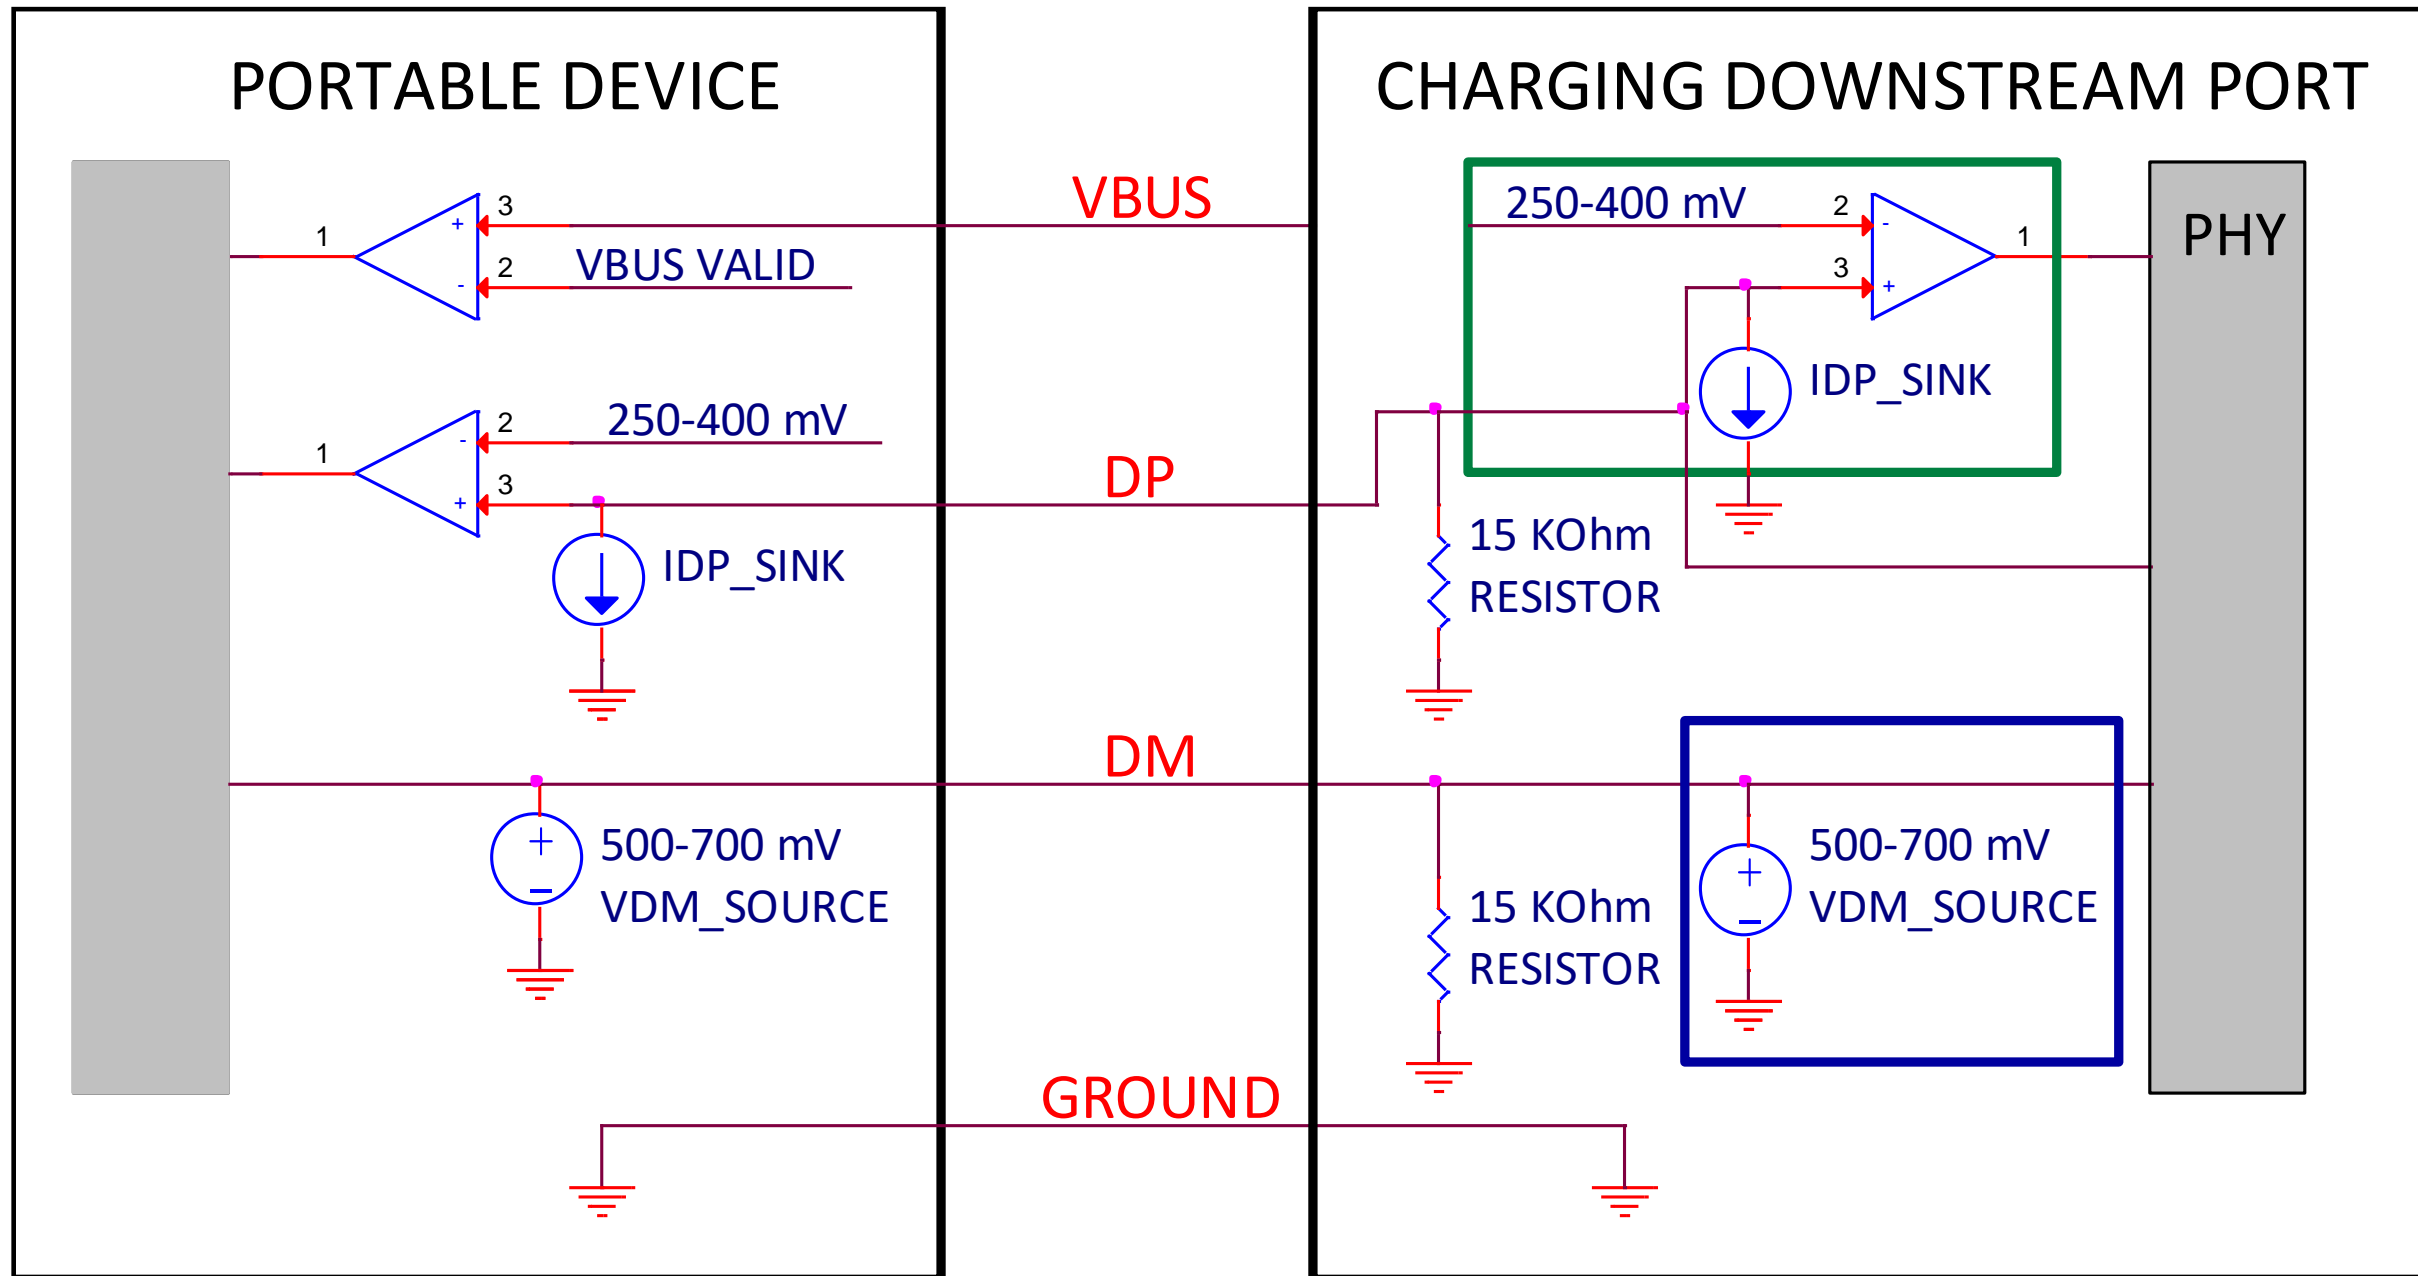 PORTABLE DEVICE
CHARGING DOWNSTREAM PORT
VBUS
3
+
1
VBUS VALID
2
-
250-400 mV
2
-
1
3
+
PHY
IDP_SINK
250-400 mV
2
-
1
3
+
DP
IDP_SINK
15 KOhm
RESISTOR
DM
500-700 mV
VDM_SOURCE
15 KOhm
RESISTOR
500-700 mV
VDM_SOURCE
GROUND